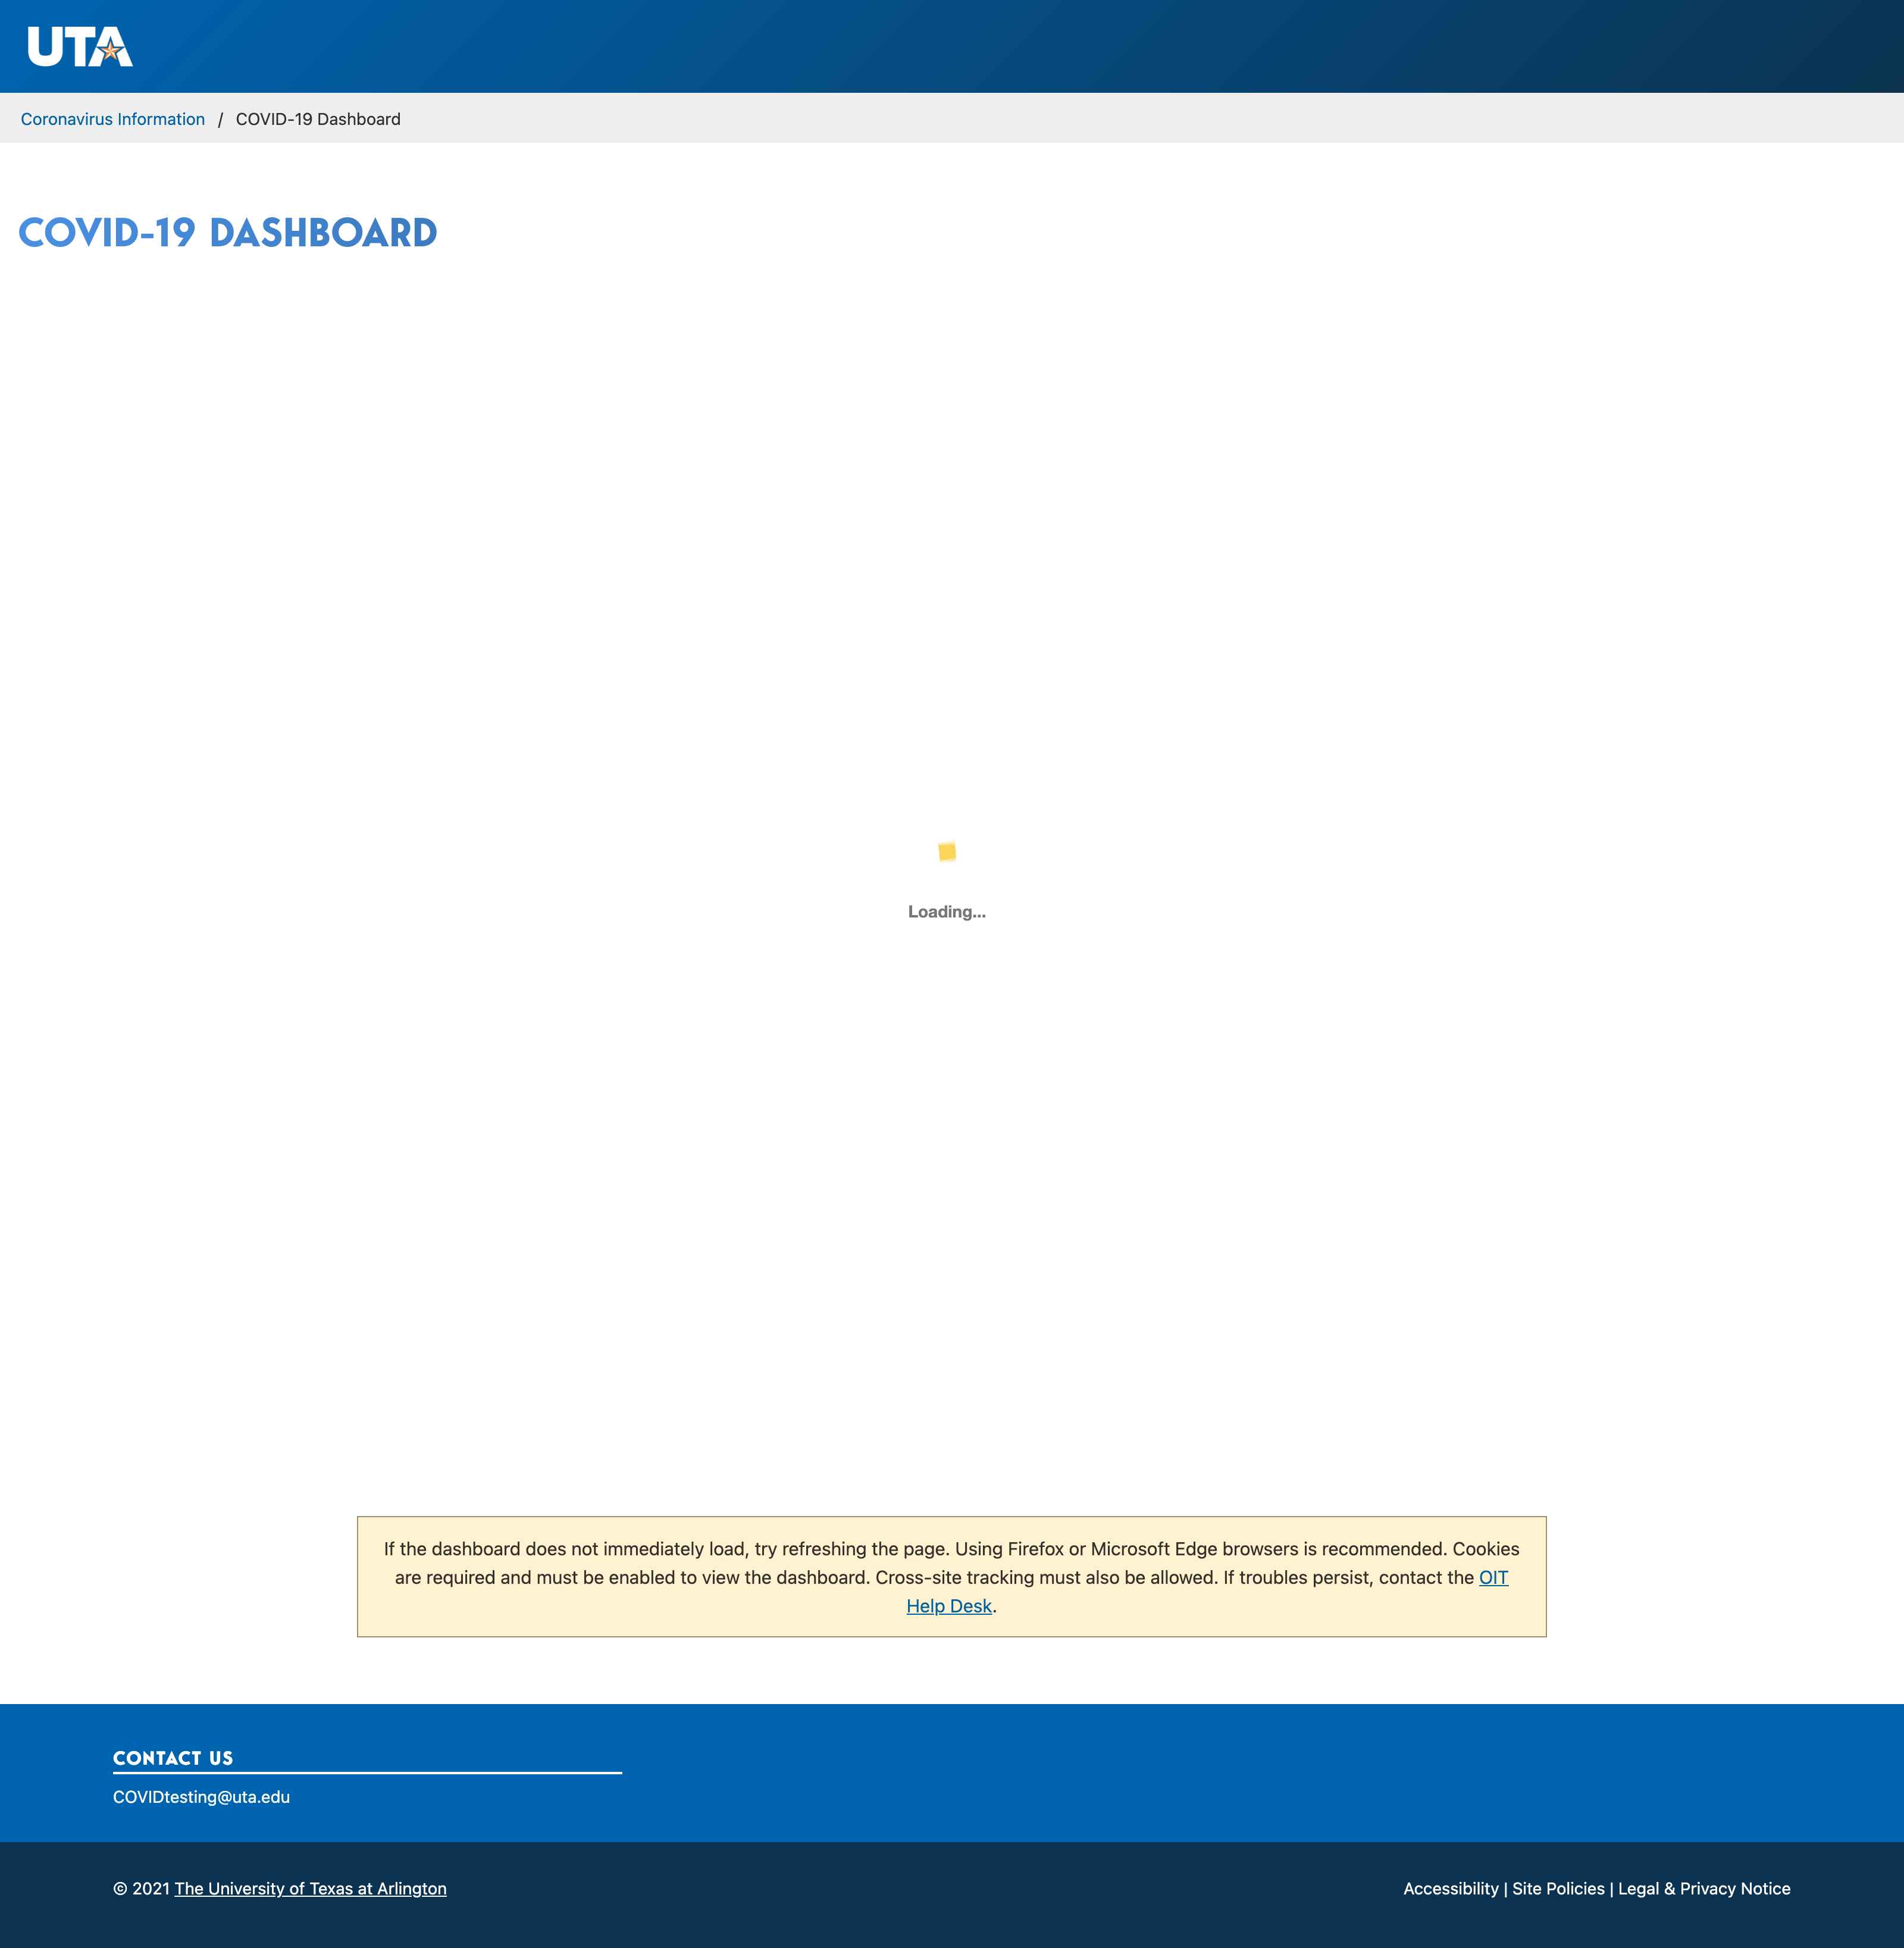 UTA
Coronavirus Information / COVID-19 Dashboard
COVID-19 DASHBOARD
Loading...
If the dashboard does not immediately load, try refreshing the page. Using Firefox or Microsoft Edge browsers is recommended. Cookies
are required and must be enabled to view the dashboard. Cross-site tracking must also be allowed. If troubles persist, contact the OIT
Help Desk.
CONTACT US
COVIDtesting@uta.edu
© 2021 The University of Texas at Arlington
Accessibility | Site Policies | Legal & Privacy Notice